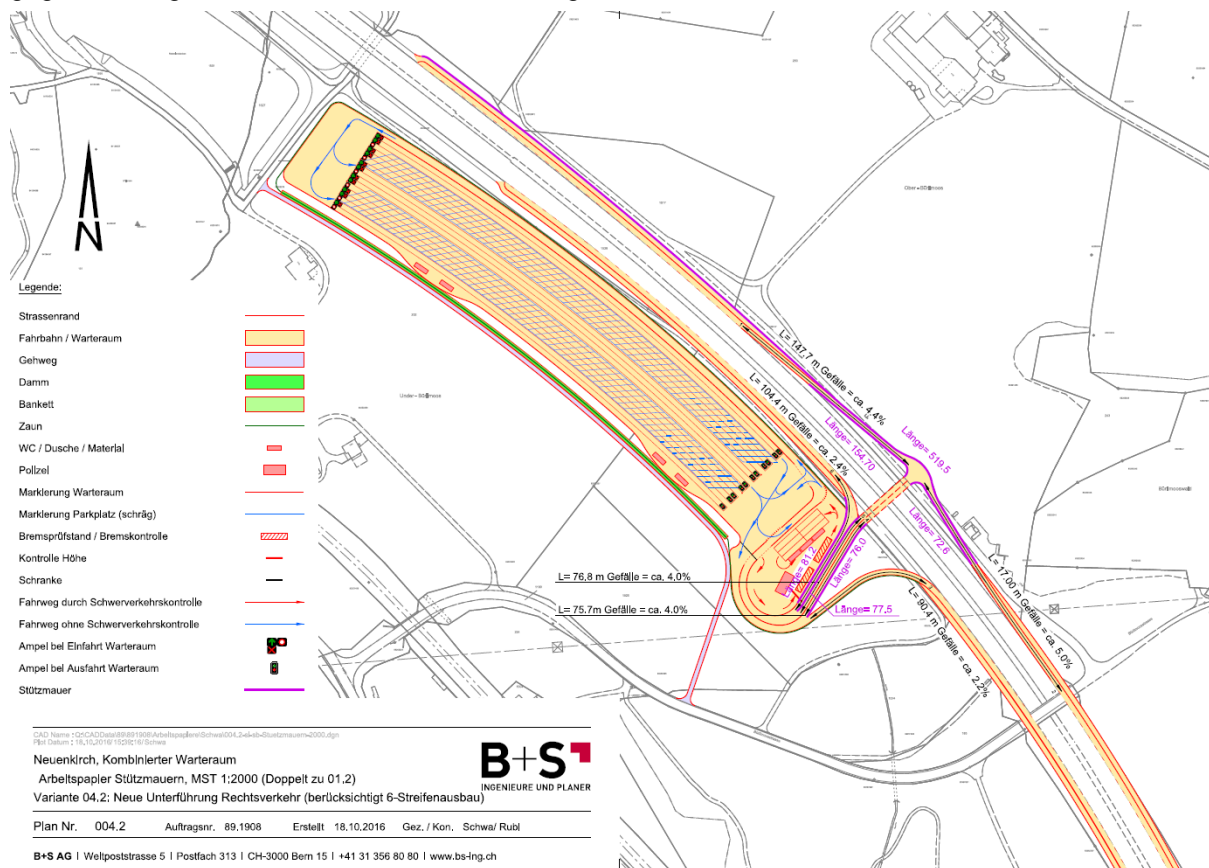 N
Legende:
Strassenrand
Fahrbahn / Warteraum
Gehweg
Damm
Bankett
Zaun
WC / Dusche / Material
Polizei
Markierung Warteraum
Markierung Parkplatz (schräg)
Bremsprüfstand / Bremskontrolle
Kontrolle Höhe
Schranke
Fahrweg durch Schwerverkehrskontrolle
Fahrweg ohne Schwerverkehrskontrolle
Ampel bei Einfahrt Warteraum
Ampel bei Ausfahrt Warteraum
Stützmauer
L= 147.7 m Gefälle = ca. 4.4%
L= 104.4 m Gefälle = ca. 2.4%
Länge= 154.70
Länge= 519.5
Länge= 72.6
Länge= 76.0
Länge= 81.2
L= 76,8 m Gefälle = ca. 4,0%
L= 75.7m Gefälle = ca. 4.0%
Länge= 77.5
L= 17.00 m Gefälle = ca. 5.0%
L= 90.4 m Gefälle = ca. 2.2%
Neuenkirch, Kombinierter Warteraum
Arbeitspapier Stützmauern, MST 1:2000 (Doppelt zu 01.2)
Variante 04.2: Neue Unterführung Rechtsverkehr (berücksichtigt 6-Streifenausbau)
B+S
INGENIEURE UND PLANER
Plan Nr. 004.2 Auftragsnr. 89.1908 Erstellt 18.10.2016 Gez. / Kon. Schwa/ Rubl
B+S AG | Weltpoststrasse 5 | Postfach 313 | CH-3000 Bern 15 | +41 31 356 80 80 | www.bs-ing.ch